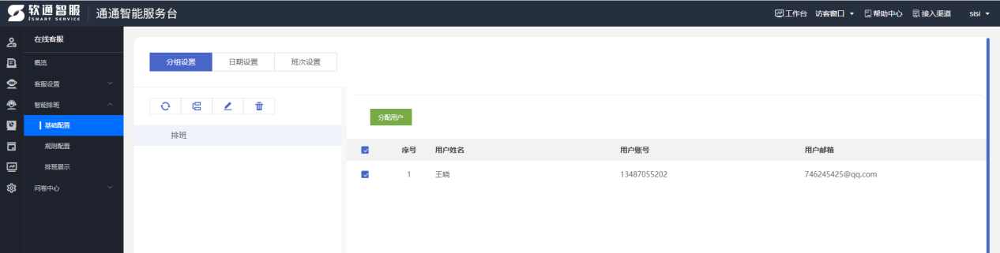 软通智服
ISMART SERVICE
通通智能服务台
工作台 访客窗口 帮助中心 接入渠道 sisi
在线客服
概览
客服设置
智能排班
基础配置
规则配置
排班展示
问卷中心
分组设置 日期设置 班次设置
排班
分配用户
序号 用户姓名 用户账号 用户邮箱
1 王晓 13487055202 746245425@qq.com